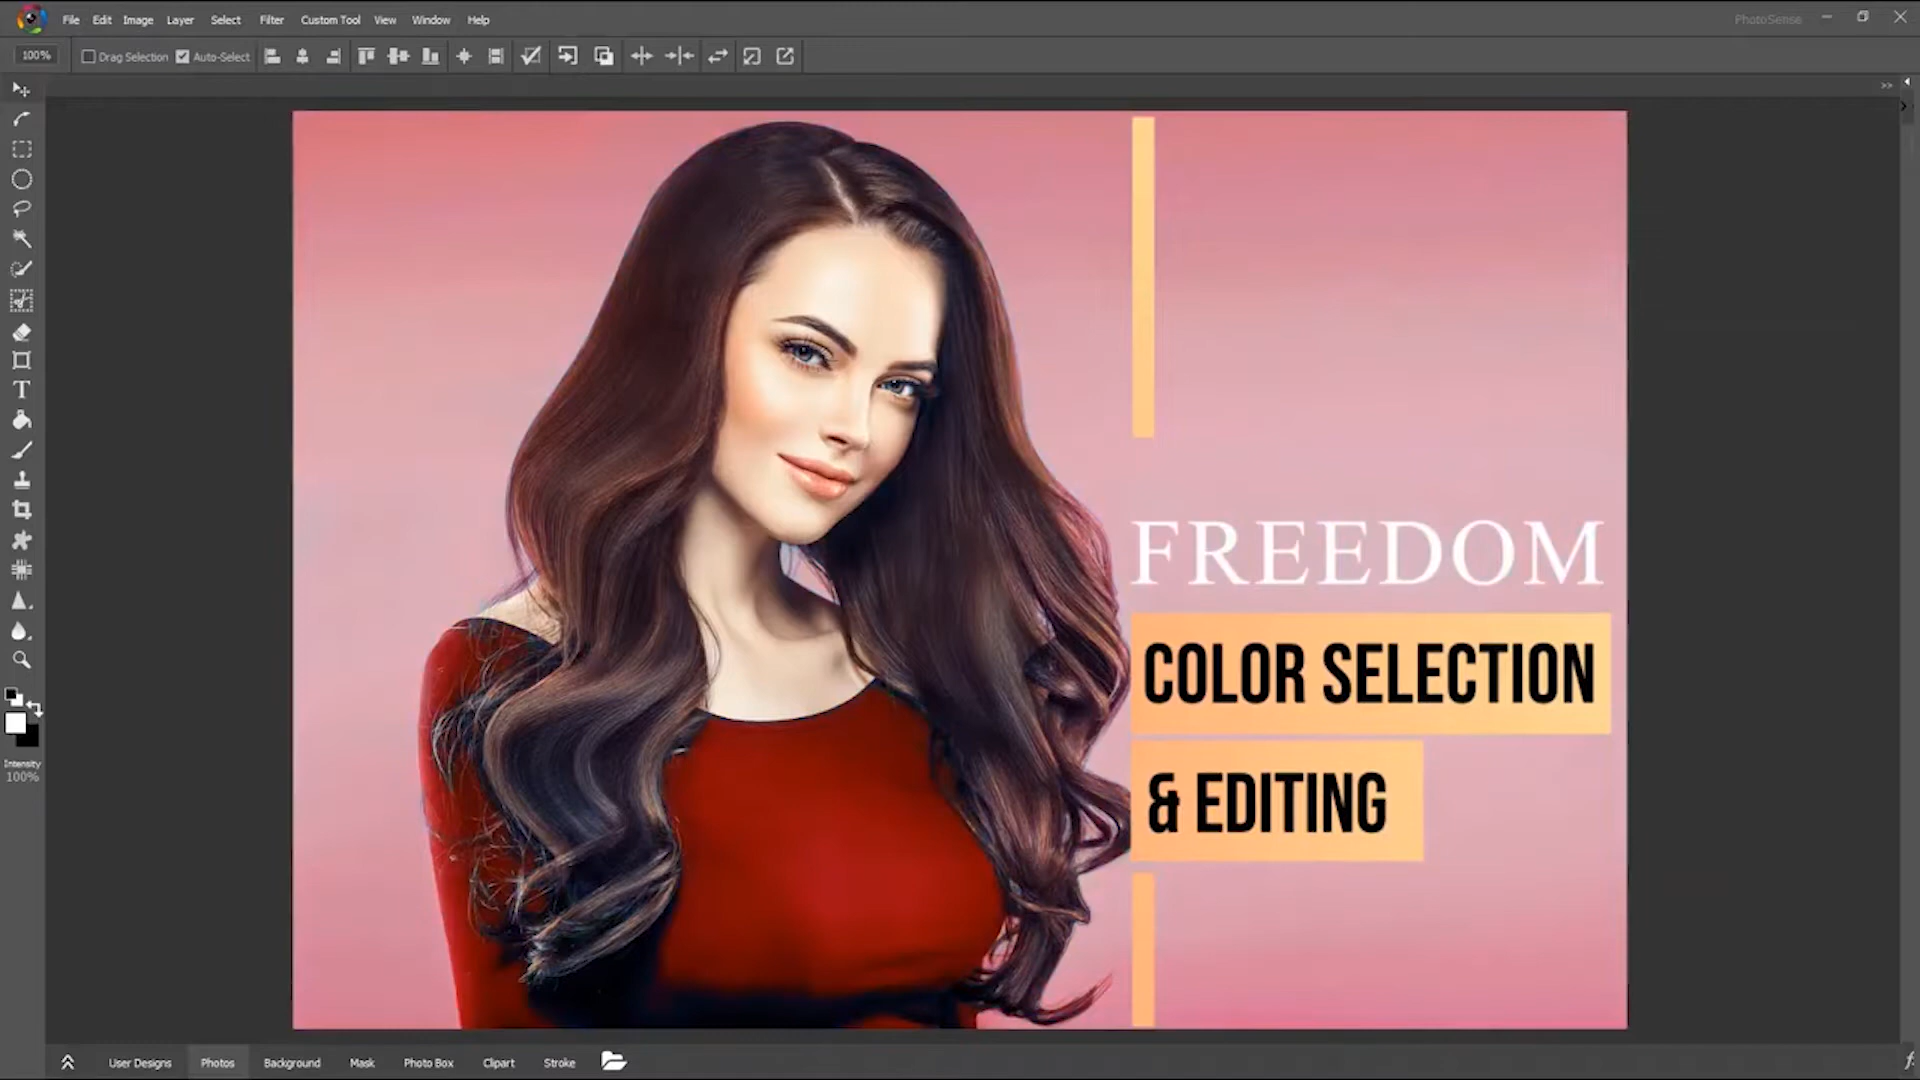 File Edit Image Layer Select Filter Custom Tool View Window Help
PhotoSense
100% Drag Selection Auto-Select
FREEDOM
COLOR SELECTION
& EDITING
Intensity
100%
User Designs Photos Background Mask Photo Box Clipart Stroke